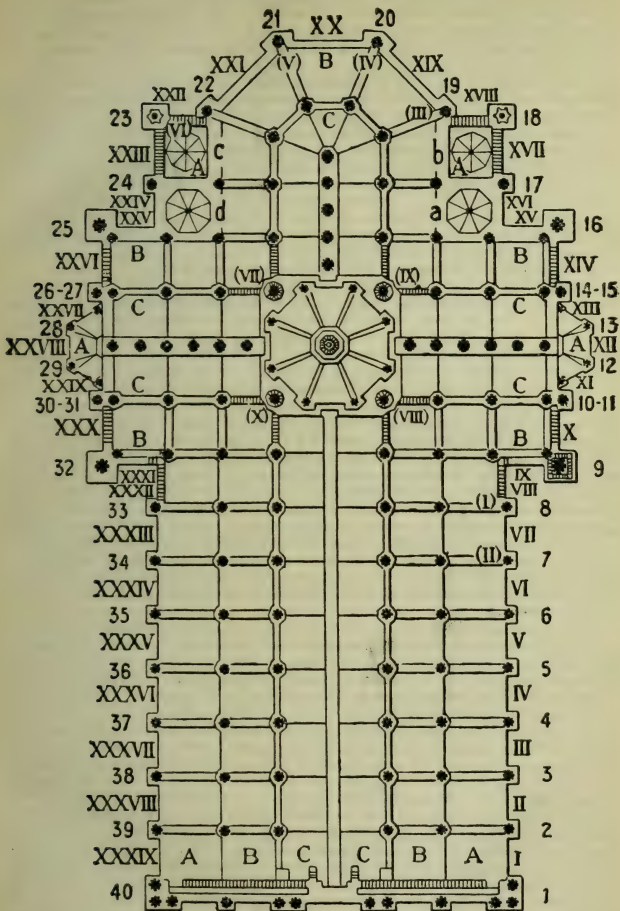 21 XX 20
XXI (V) B (IV) XIX
XXII 22 19 XVIII
23 (VI) C (III) 18
XXIII A c b A XVII
24 17
XXIV d a XVI
XXV XV
25 16
XXVI B B XIV
(VII) (IX)
26-27 14-15
XXVII C C XIII
28 13
XXVIII A A XII
29 12
XXIX C C XI
30-31 10-11
(X) (VIII)
XXX B B X
32 9
XXXI IX
XXXII VIII
33 (I) 8
XXXIII VII
34 (II) 7
XXXIV VI
35 6
XXXV V
36 5
XXXVI IV
37 4
XXXVII III
38 3
XXXVIII II
39 2
XXXIX A B C C B A I
40 1